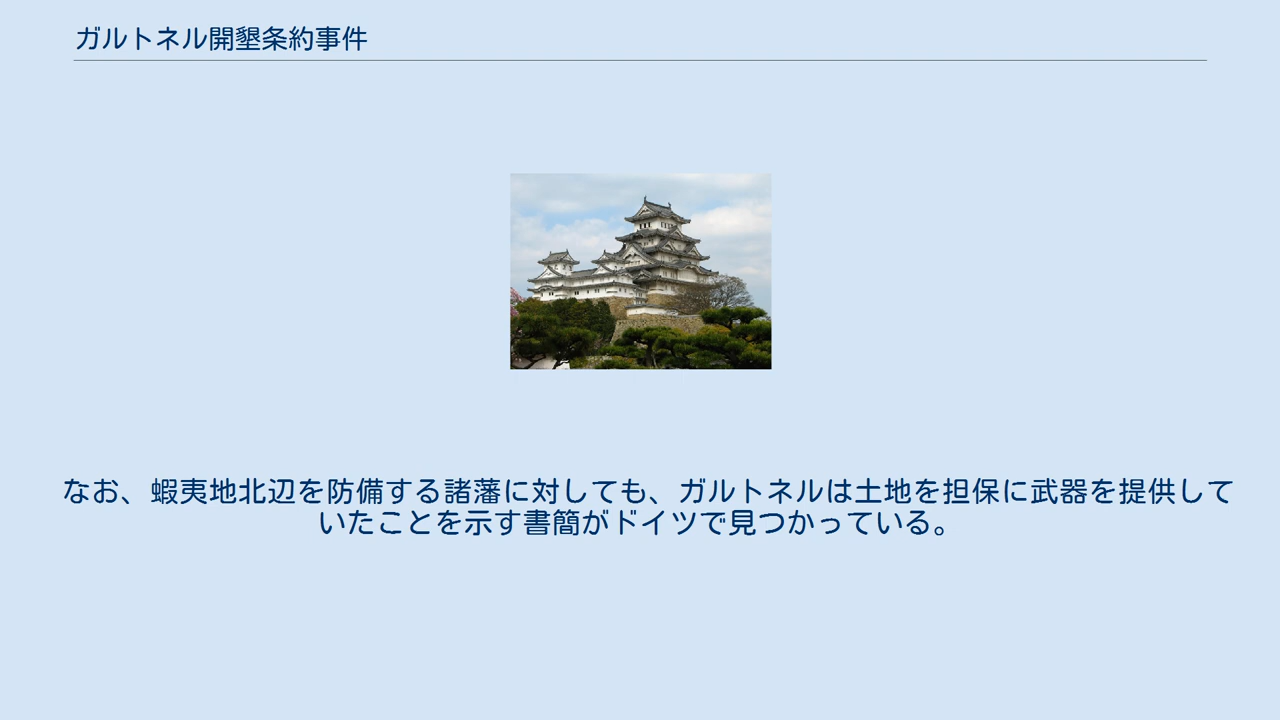 ガルトネル開墾条約事件
なお、蝦夷地北辺を防備する諸藩に対しても、ガルトネルは土地を担保に武器を提供して
いたことを示す書簡がドイツで見つかっている。